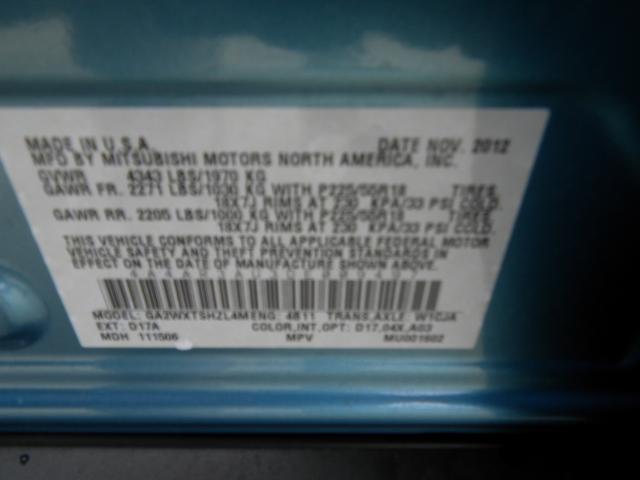 MADE IN U.S.A. DATE NOV. 2012
MFD BY MITSUBISHI MOTORS NORTH AMERICA, INC.
GVWR 4343 LBS/1970 KG
GAWR FR. 2271 LBS/1030 KG WITH P225/55R18 TIRES,
18X7J RIMS AT 230 KPA/33 PSI COLD.
GAWR RR. 2205 LBS/1000 KG WITH P225/55R18 TIRES,
18X7J RIMS AT 230 KPA/33 PSI COLD.
THIS VEHICLE CONFORMS TO ALL APPLICABLE FEDERAL MOTOR
VEHICLE SAFETY AND THEFT PREVENTION STANDARDS IN
EFFECT ON THE DATE OF MANUFACTURE SHOWN ABOVE.
MODEL: GA2WXTSHZL4M ENG: 4B11 TRANS,AXLE: W1CJA
EXT: D17A COLOR,INT,OPT: D17,04X,A03
MDH 111506 MPV MU001602